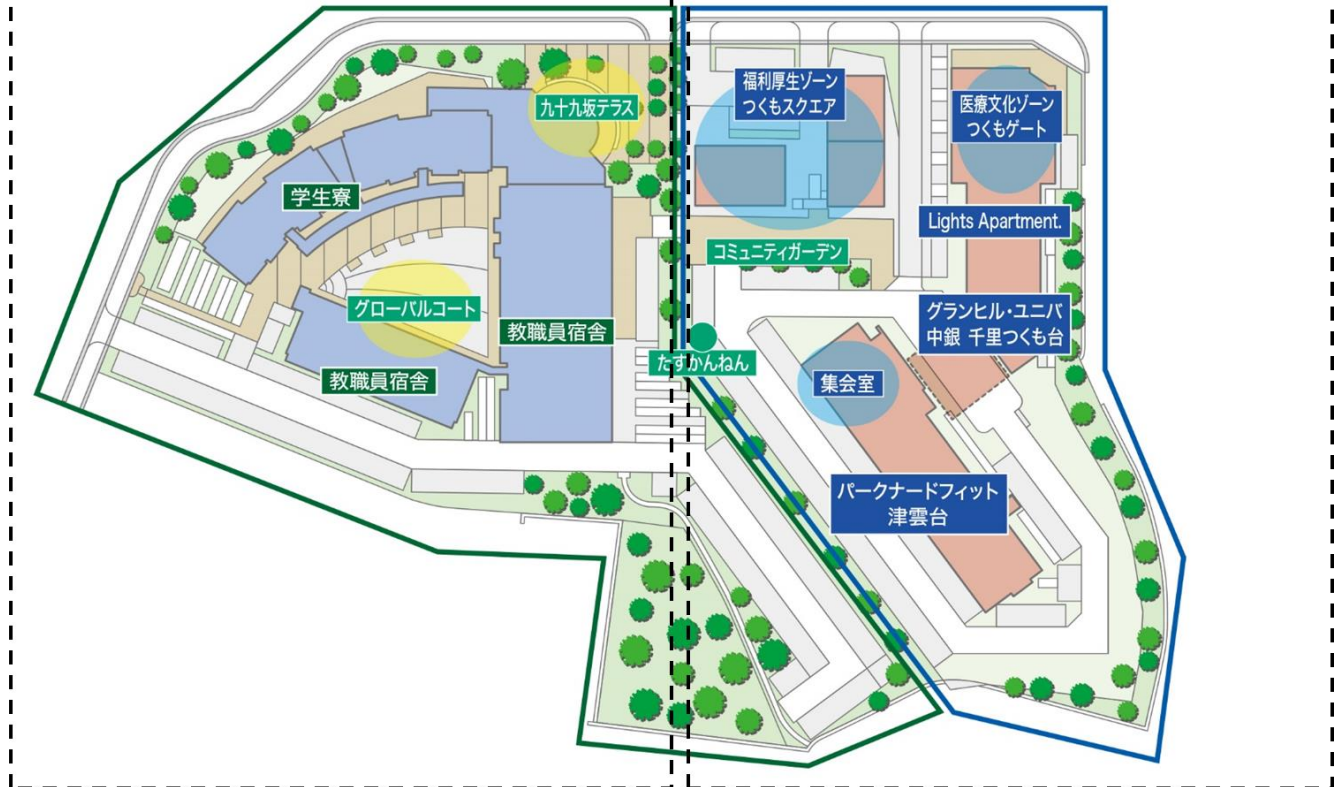 九十九坂テラス
学生寮
グローバルコート
教職員宿舎
教職員宿舎
福利厚生ゾーン
つくもスクエア
医療文化ゾーン
つくもゲート
Lights Apartment.
コミュニティガーデン
グランヒル・ユニバ
中銀 千里つくも台
たすかんねん
集会室
パークナードフィット
津雲台